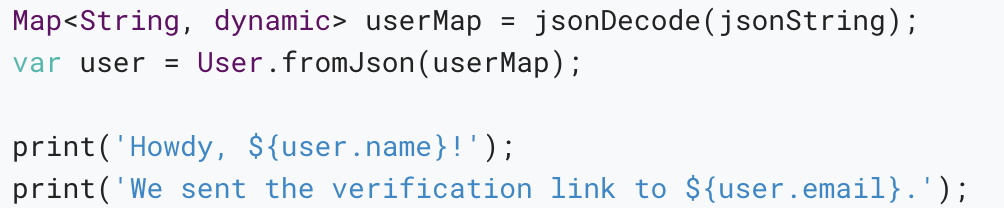 Map<String, dynamic> userMap = jsonDecode(jsonString);
var user = User.fromJson(userMap);
print('Howdy, ${user.name}!');
print('We sent the verification link to ${user.email}.');